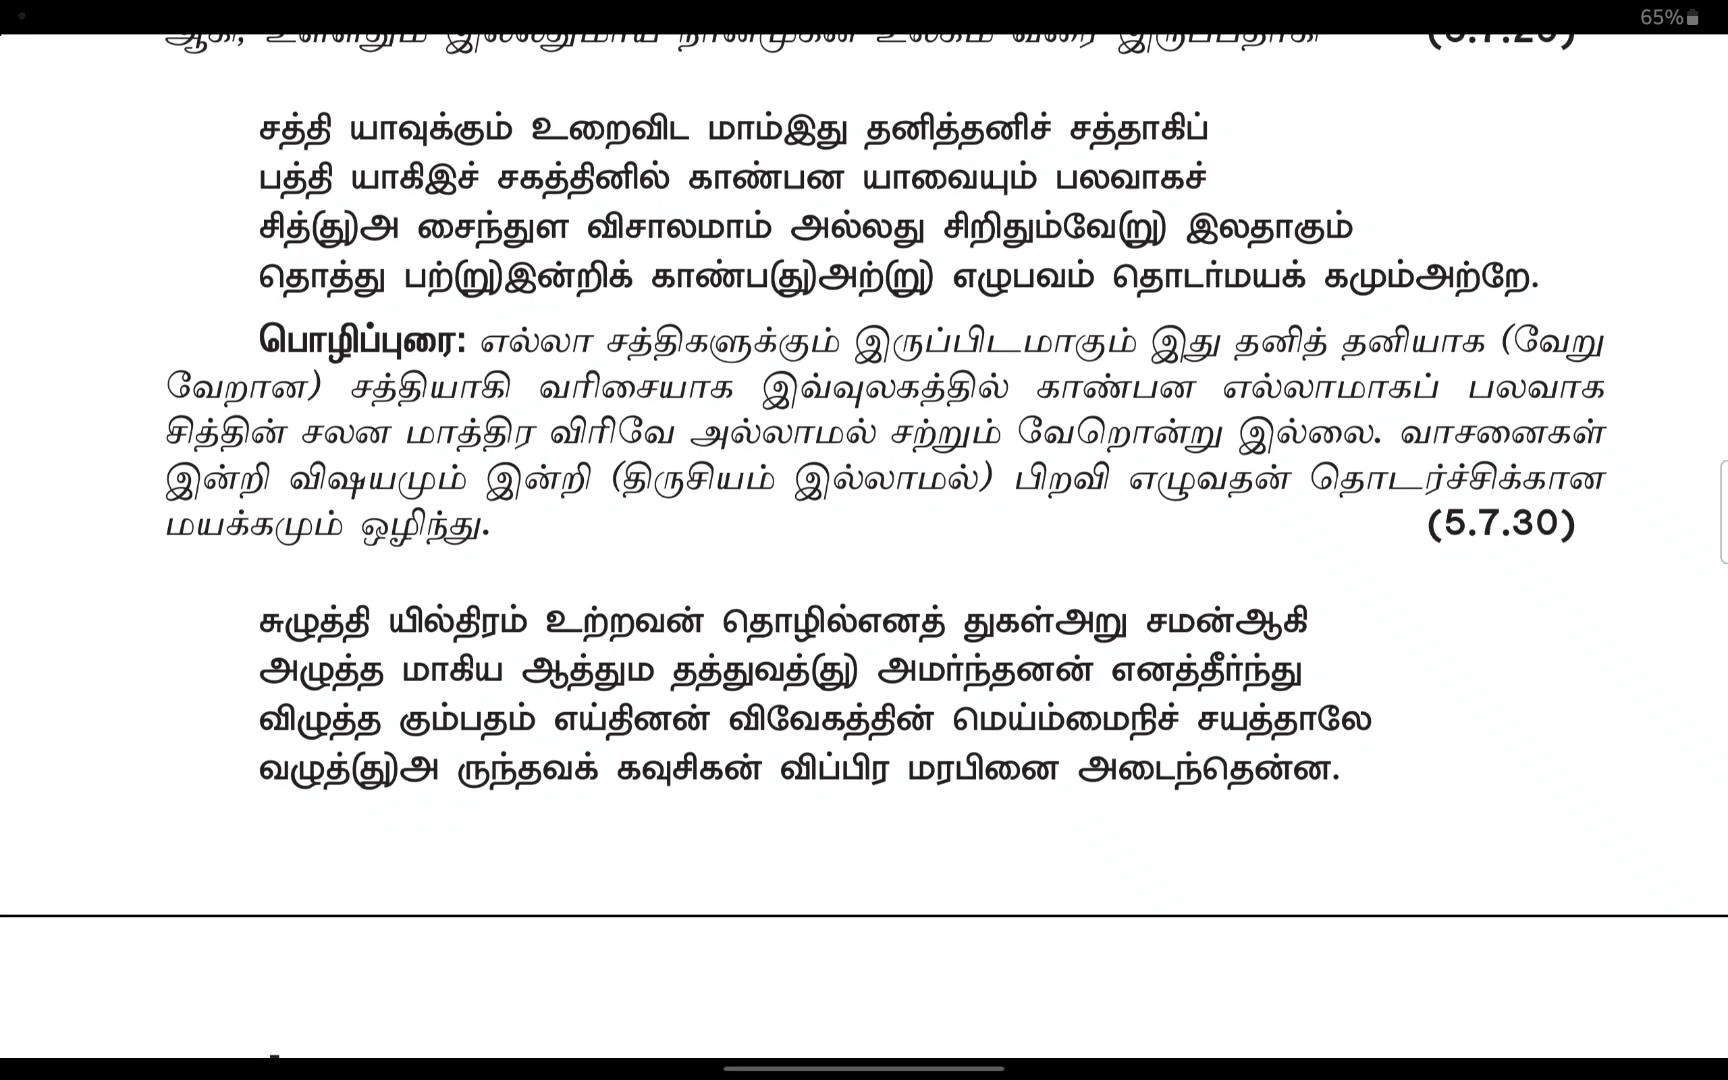 65%
(5.7.20)
சத்தி யாவுக்கும் உறைவிட மாம்இது தனித்தனிச் சத்தாகிப்
பத்தி யாகிஇச் சகத்தினில் காண்பன யாவையும் பலவாகச்
சித்(து)அ சைந்துள விசாலமாம் அல்லது சிறிதும்வே(று) இலதாகும்
தொத்து பற்(று)இன்றிக் காண்ப(து)அற்(று) எழுபவம் தொடர்மயக் கமும்அற்றே.
பொழிப்புரை: எல்லா சத்திகளுக்கும் இருப்பிடமாகும் இது தனித் தனியாக (வேறு
வேறான) சத்தியாகி வரிசையாக இவ்வுலகத்தில் காண்பன எல்லாமாகப் பலவாக
சித்தின் சலன மாத்திர விரிவே அல்லாமல் சற்றும் வேறொன்று இல்லை. வாசனைகள்
இன்றி விஷயமும் இன்றி (திருசியம் இல்லாமல்) பிறவி எழுவதன் தொடர்ச்சிக்கான
மயக்கமும் ஒழிந்து. (5.7.30)
சுழுத்தி யில்திரம் உற்றவன் தொழில்எனத் துகள்அறு சமன்ஆகி
அழுத்த மாகிய ஆத்தும தத்துவத்(து) அமர்ந்தனன் எனத்தீர்ந்து
விழுத்த கும்பதம் எய்தினன் விவேகத்தின் மெய்ம்மைநிச் சயத்தாலே
வழுத்(து)அ ருந்தவக் கவுசிகன் விப்பிர மரபினை அடைந்தென்ன.